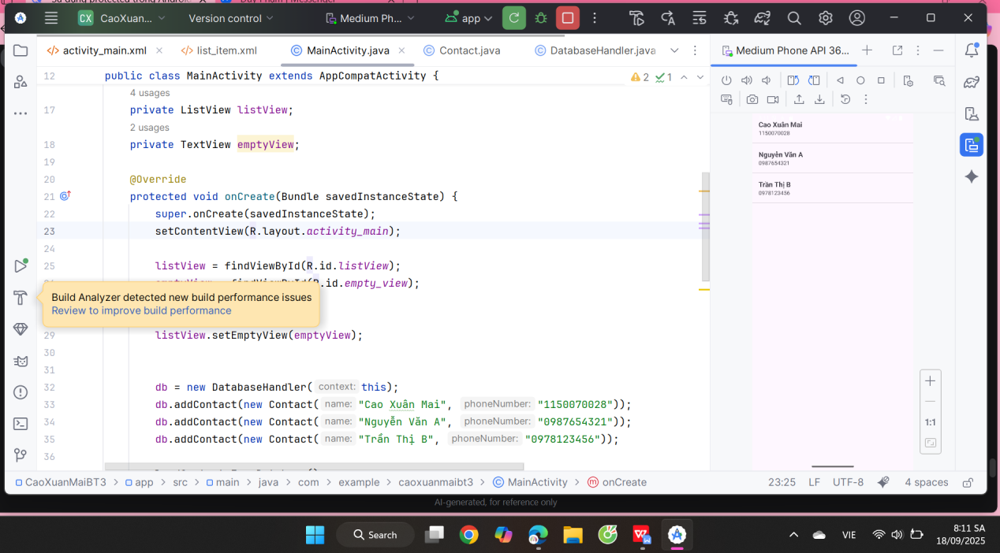 CX CaoXuan... Version control Medium Ph... app
activity_main.xml list_item.xml MainActivity.java Contact.java DatabaseHandler.java
Medium Phone API 36...
12 public class MainActivity extends AppCompatActivity {
2 1
4 usages
17 private ListView listView;
2 usages
18 private TextView emptyView;
19
20 @Override
21 protected void onCreate(Bundle savedInstanceState) {
22 super.onCreate(savedInstanceState);
23 setContentView(R.layout.activity_main);
24
25 listView = findViewById(R.id.listView);
R.id.empty_view);
Build Analyzer detected new build performance issues
Review to improve build performance
29 listView.setEmptyView(emptyView);
30
31
32 db = new DatabaseHandler( context: this);
33 db.addContact(new Contact( name: "Cao Xuân Mai", phoneNumber: "1150070028"));
34 db.addContact(new Contact( name: "Nguyễn Văn A", phoneNumber: "0987654321"));
35 db.addContact(new Contact( name: "Trần Thị B", phoneNumber: "0978123456"));
36
Cao Xuân Mai
1150070028
Nguyễn Văn A
0987654321
Trần Thị B
0978123456
1:1
CaoXuanMaiBT3 > app > src > main > java > com > example > caoxuanmaibt3 > MainActivity > onCreate
23:25 LF UTF-8 4 spaces
AI-generated, for reference only
Search
VIE
8:11 SA
18/09/2025